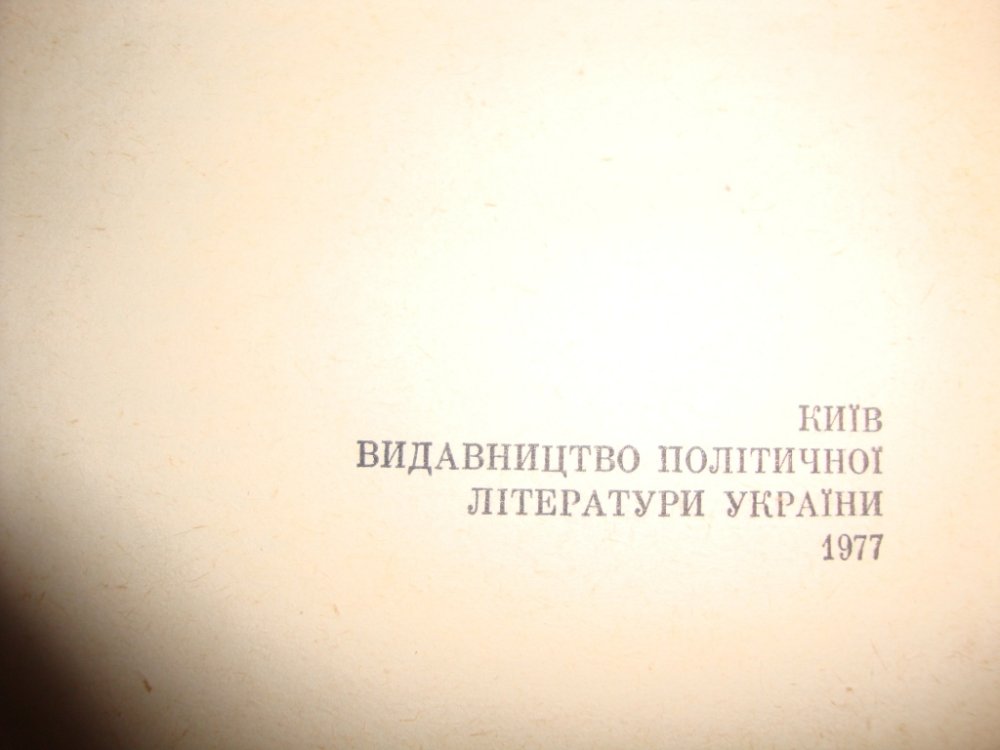 КИЇВ
ВИДАВНИЦТВО ПОЛІТИЧНОЇ
ЛІТЕРАТУРИ УКРАЇНИ
1977